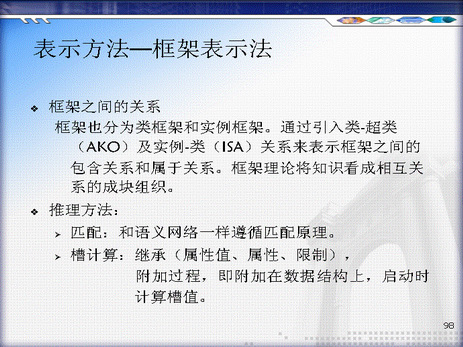 表示方法—框架表示法
❖ 框架之间的关系
框架也分为类框架和实例框架。通过引入类-超类
（AKO）及实例-类（ISA）关系来表示框架之间的
包含关系和属于关系。框架理论将知识看成相互关
系的成块组织。
❖ 推理方法：
➢ 匹配：和语义网络一样遵循匹配原理。
➢ 槽计算：继承（属性值、属性、限制），
附加过程，即附加在数据结构上，启动时
计算槽值。
98